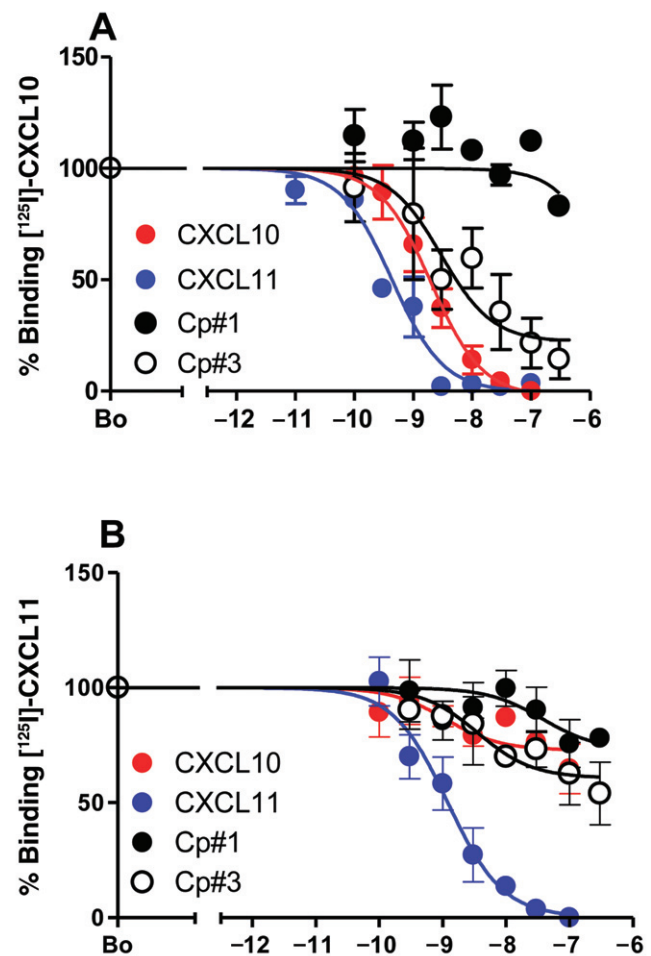 A
% Binding [¹²⁵I]-CXCL10
150
100
50
0
CXCL10
CXCL11
Cp#1
Cp#3
Bo −12 −11 −10 −9 −8 −7 −6
B
% Binding [¹²⁵I]-CXCL11
150
100
50
0
CXCL10
CXCL11
Cp#1
Cp#3
Bo −12 −11 −10 −9 −8 −7 −6